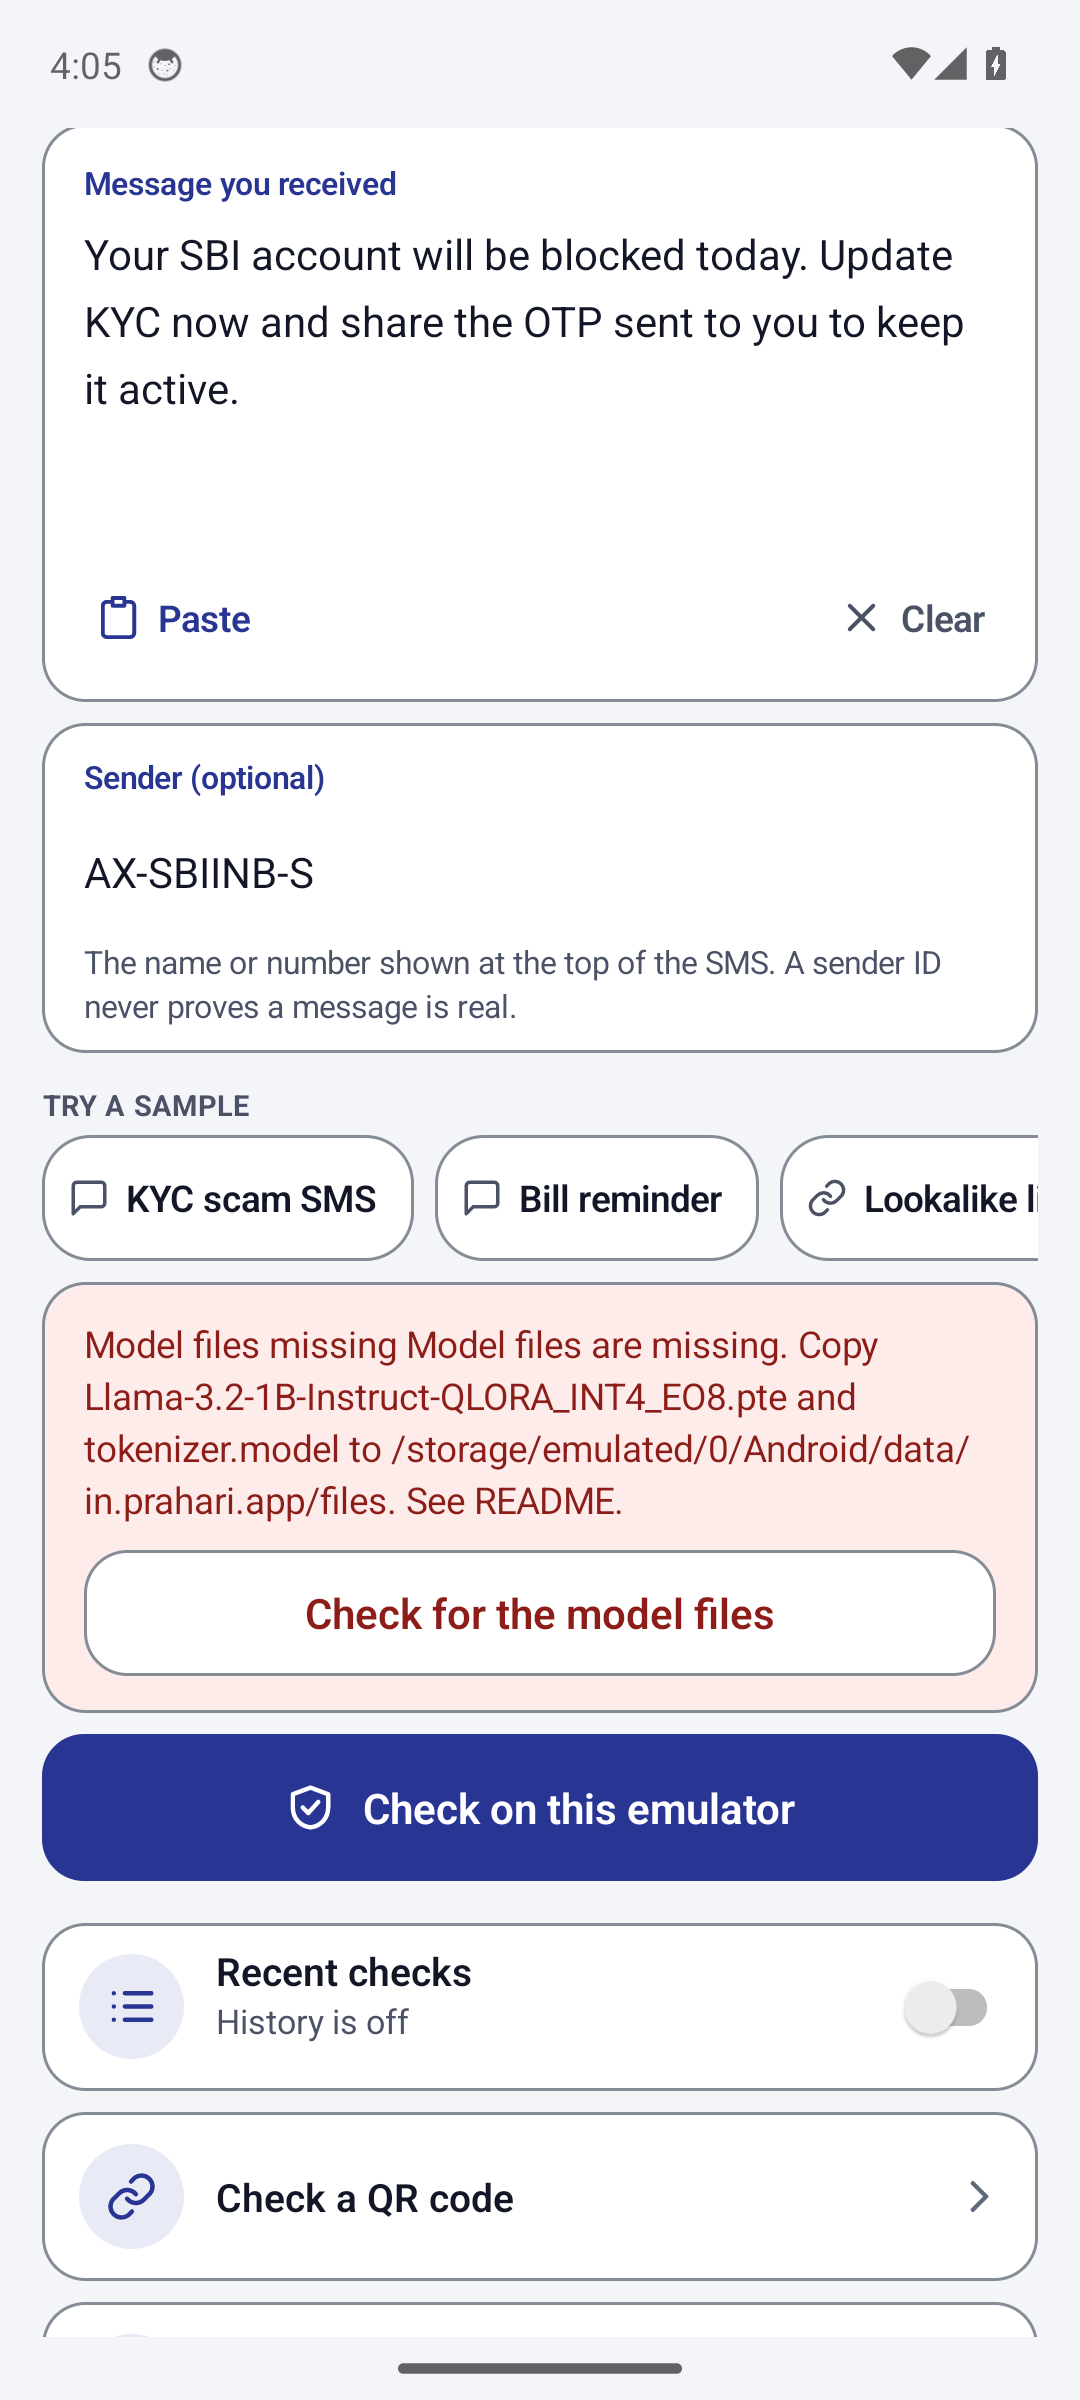 4:05
Message you received
Your SBI account will be blocked today. Update
KYC now and share the OTP sent to you to keep
it active.
Paste
Clear
Sender (optional)
AX-SBIINB-S
The name or number shown at the top of the SMS. A sender ID
never proves a message is real.
TRY A SAMPLE
KYC scam SMS
Bill reminder
Lookalike li
Model files missing Model files are missing. Copy
Llama-3.2-1B-Instruct-QLORA_INT4_EO8.pte and
tokenizer.model to /storage/emulated/0/Android/data/
in.prahari.app/files. See README.
Check for the model files
Check on this emulator
Recent checks
History is off
Check a QR code